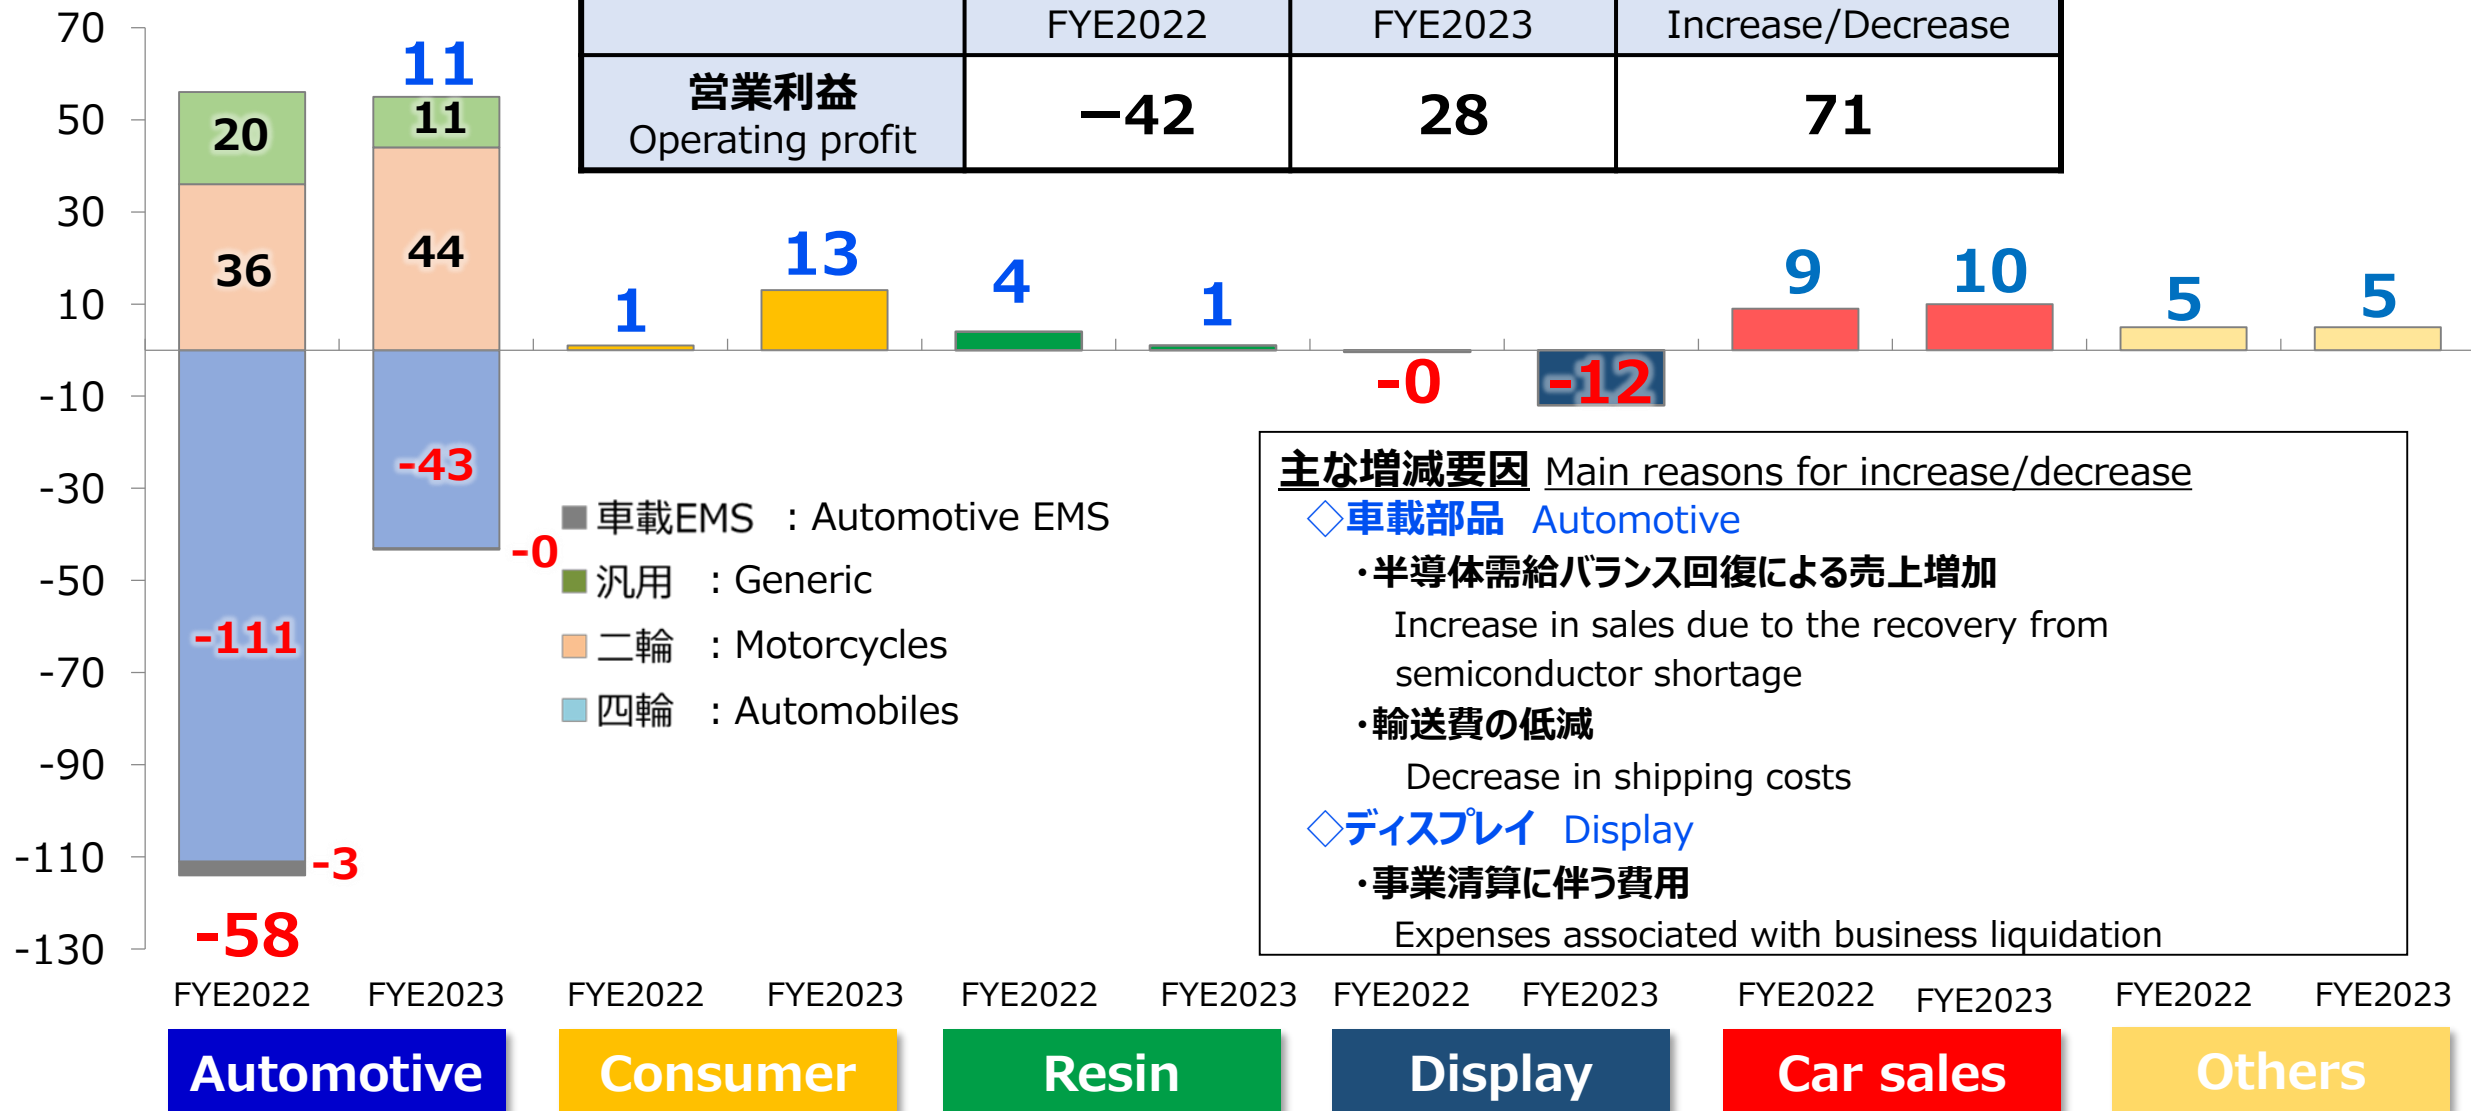 FYE2022 FYE2023 Increase/Decrease
営業利益
Operating profit
−42 28 71
70
50
30
10
-10
-30
-50
-70
-90
-110
-130
20
36
-111
-3
-58
11
11
44
-43
-0
1
13
4
1
-0
-12
9
10
5
5
車載EMS : Automotive EMS
汎用 : Generic
二輪 : Motorcycles
四輪 : Automobiles
主な増減要因 Main reasons for increase/decrease
◇車載部品 Automotive
・半導体需給バランス回復による売上増加
Increase in sales due to the recovery from
semiconductor shortage
・輸送費の低減
Decrease in shipping costs
◇ディスプレイ Display
・事業清算に伴う費用
Expenses associated with business liquidation
FYE2022 FYE2023 FYE2022 FYE2023 FYE2022 FYE2023 FYE2022 FYE2023 FYE2022 FYE2023 FYE2022 FYE2023
Automotive Consumer Resin Display Car sales Others